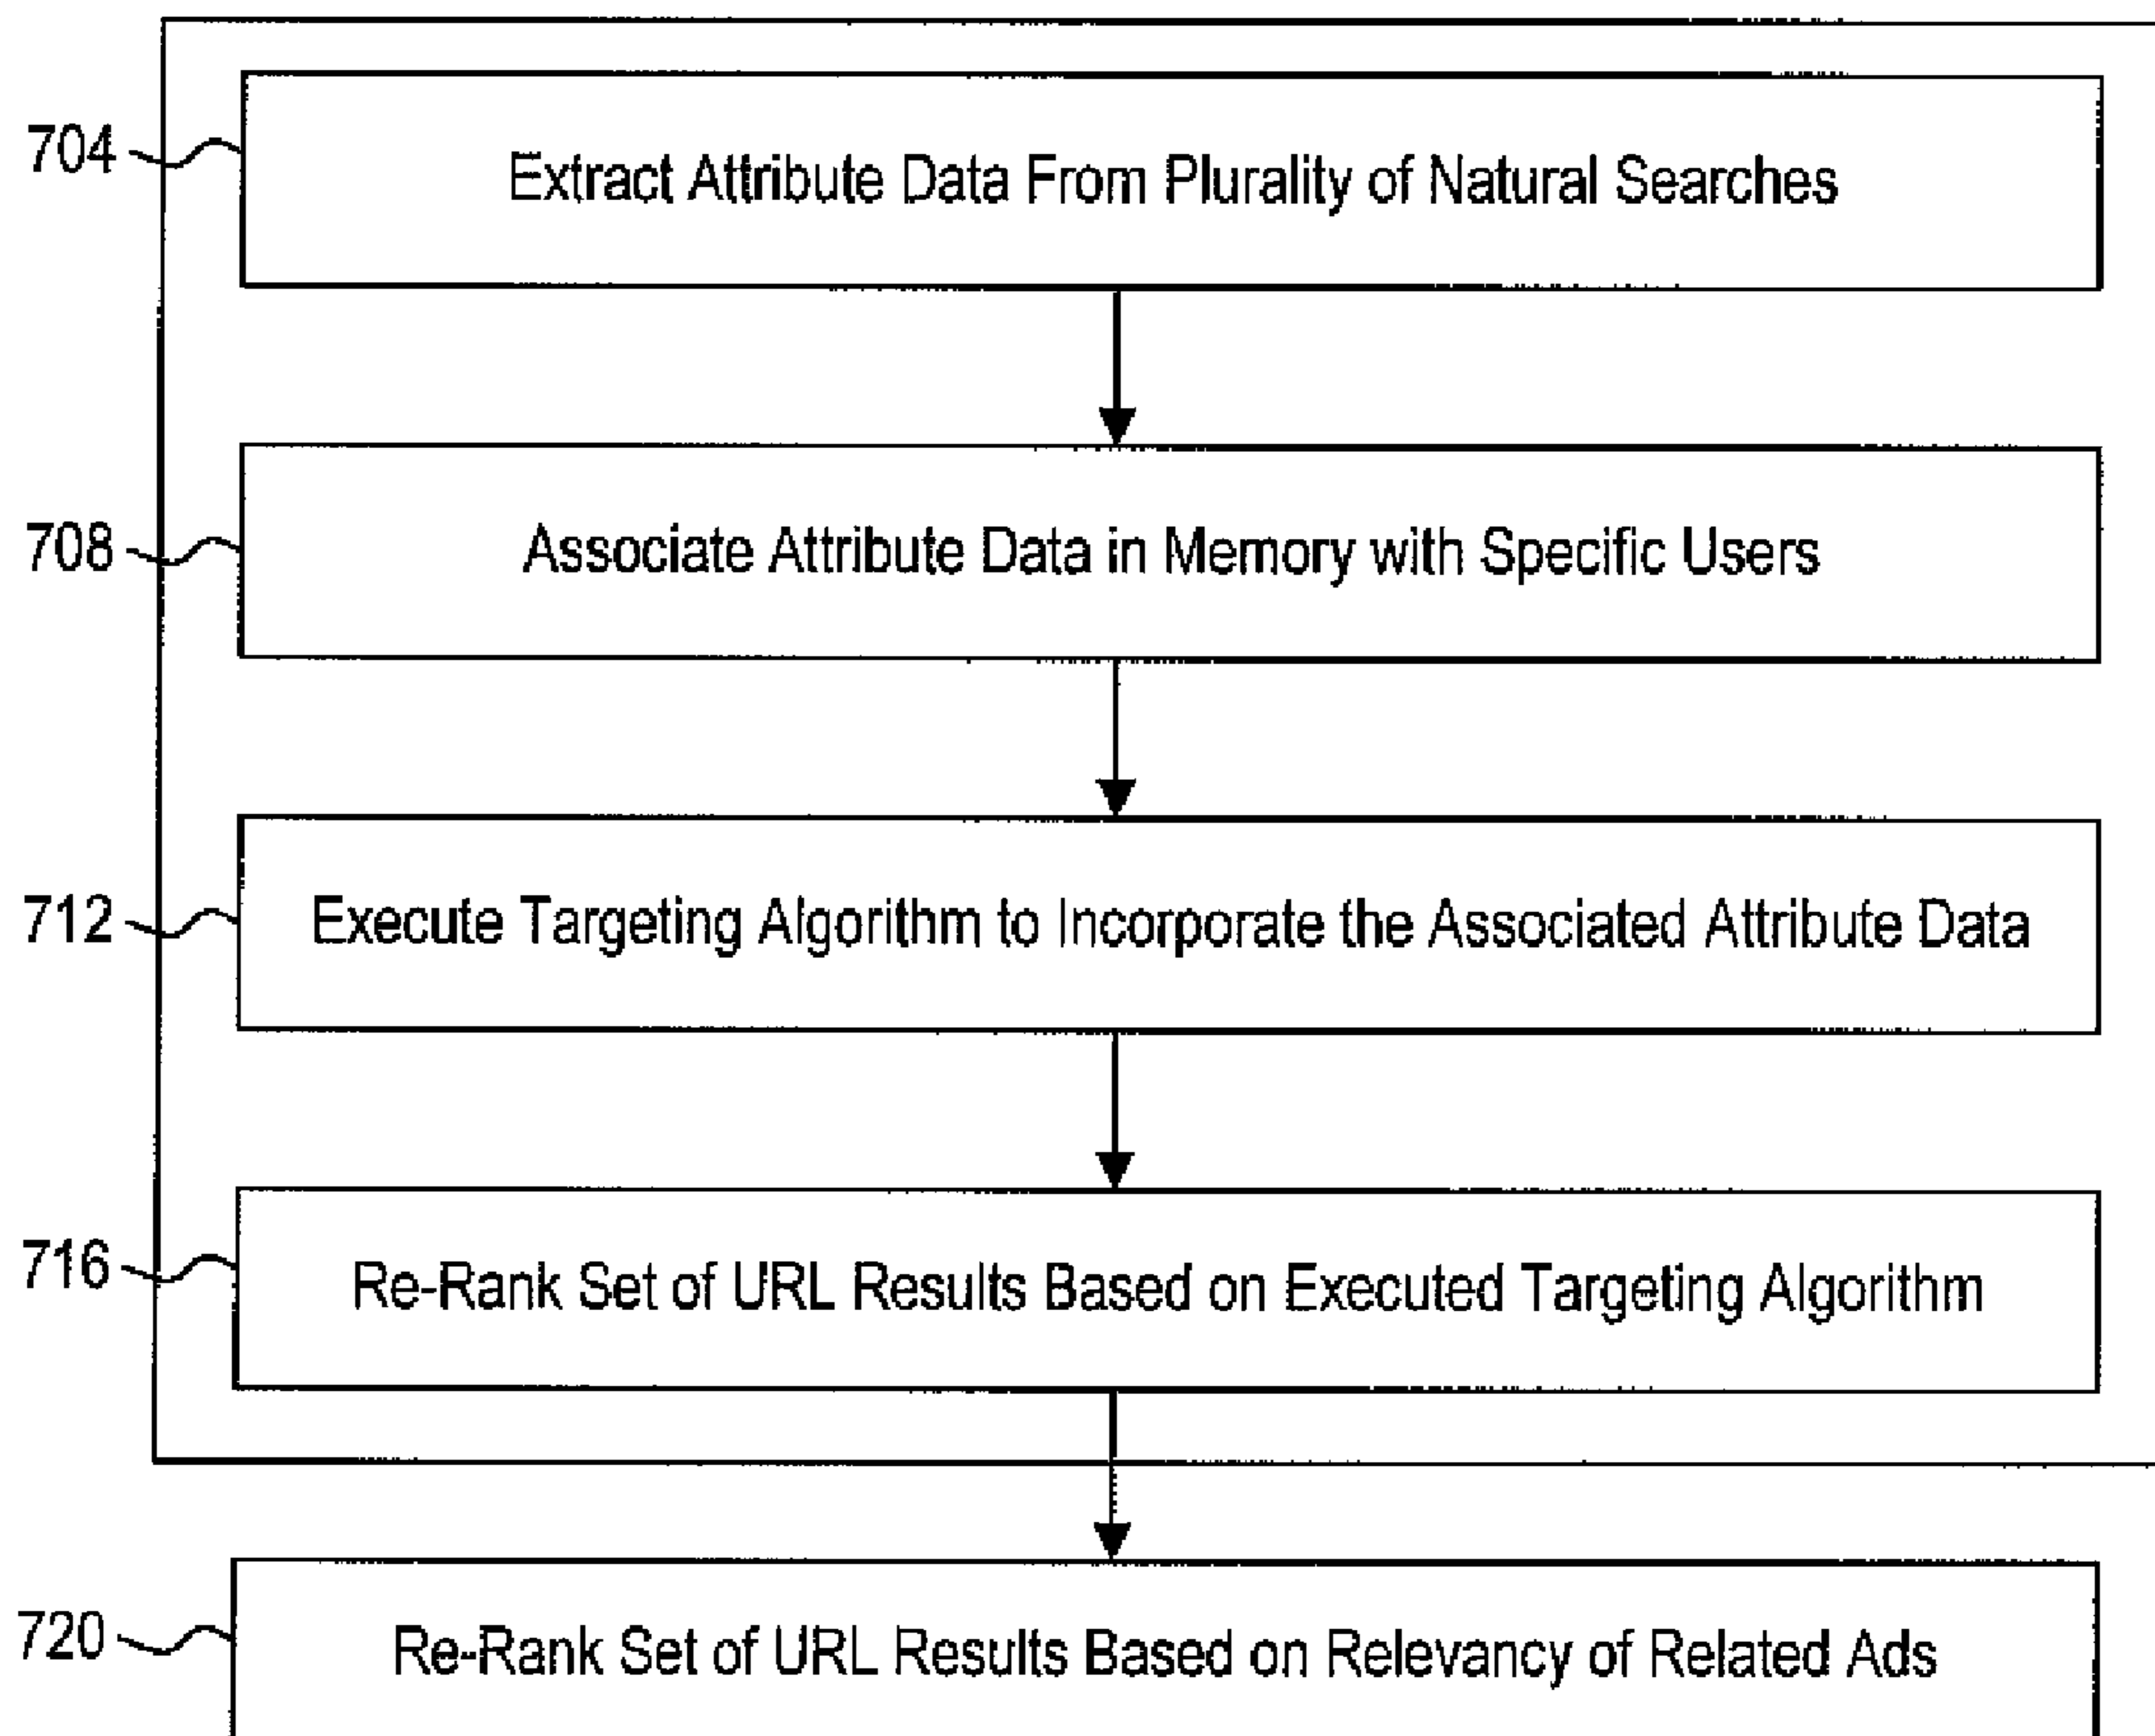 704
Extract Attribute Data From Plurality of Natural Searches
708
Associate Attribute Data in Memory with Specific Users
712
Execute Targeting Algorithm to Incorporate the Associated Attribute Data
716
Re-Rank Set of URL Results Based on Executed Targeting Algorithm
720
Re-Rank Set of URL Results Based on Relevancy of Related Ads